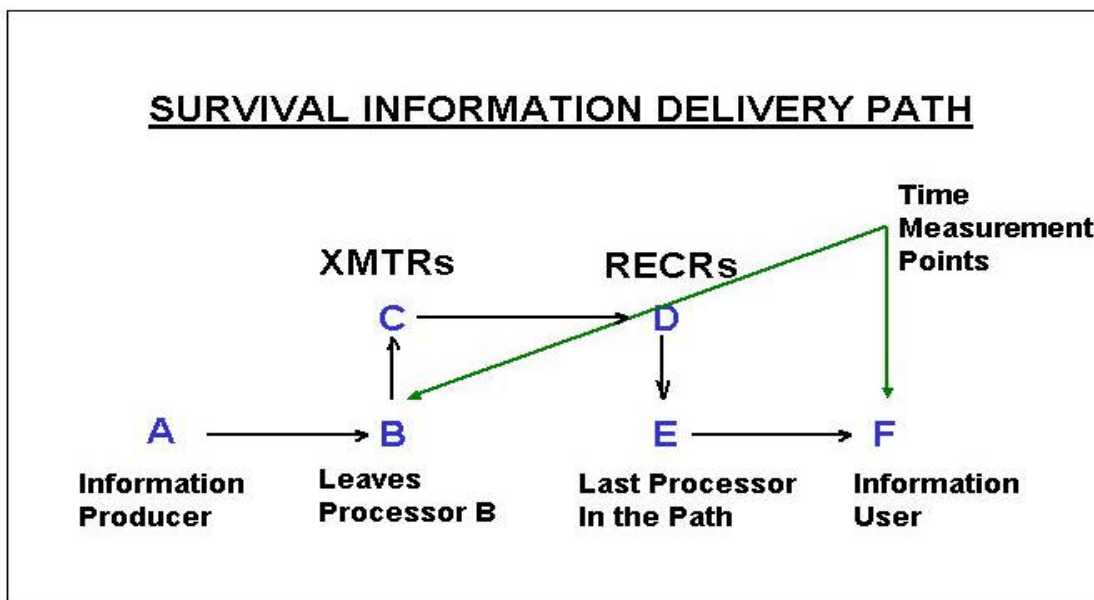 SURVIVAL INFORMATION DELIVERY PATH
Time
Measurement
Points
XMTRs
RECRs
C
D
A
B
E
F
Information
Producer
Leaves
Processor B
Last Processor
In the Path
Information
User